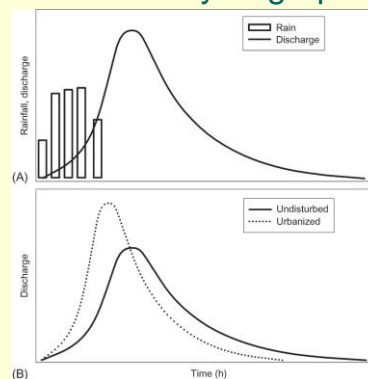 Rain
Discharge
Rainfall, discharge
(A)
Undisturbed
Urbanized
Discharge
(B)
Time (h)